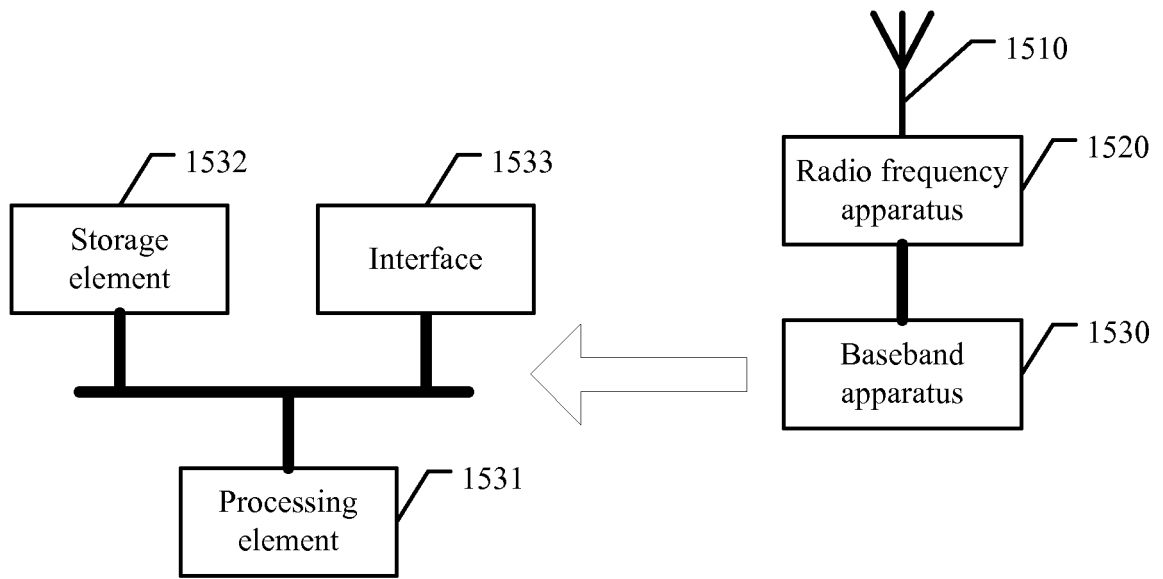 1510
1520
Radio frequency
apparatus
1532
1533
Storage
element
Interface
1530
Baseband
apparatus
1531
Processing
element